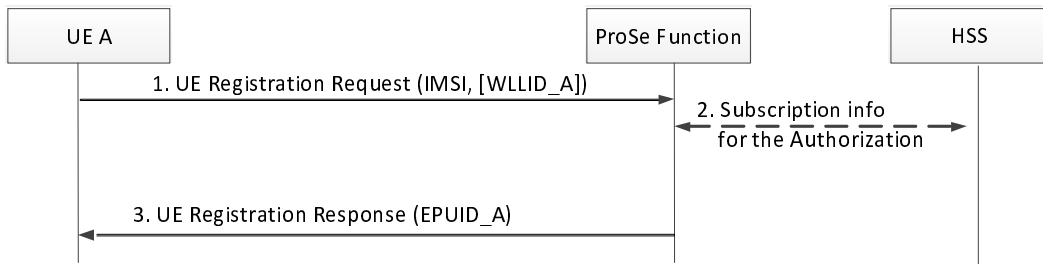 UE A
ProSe Function
HSS
1. UE Registration Request (IMSI, [WLLID_A])
2. Subscription info
for the Authorization
3. UE Registration Response (EPUID_A)